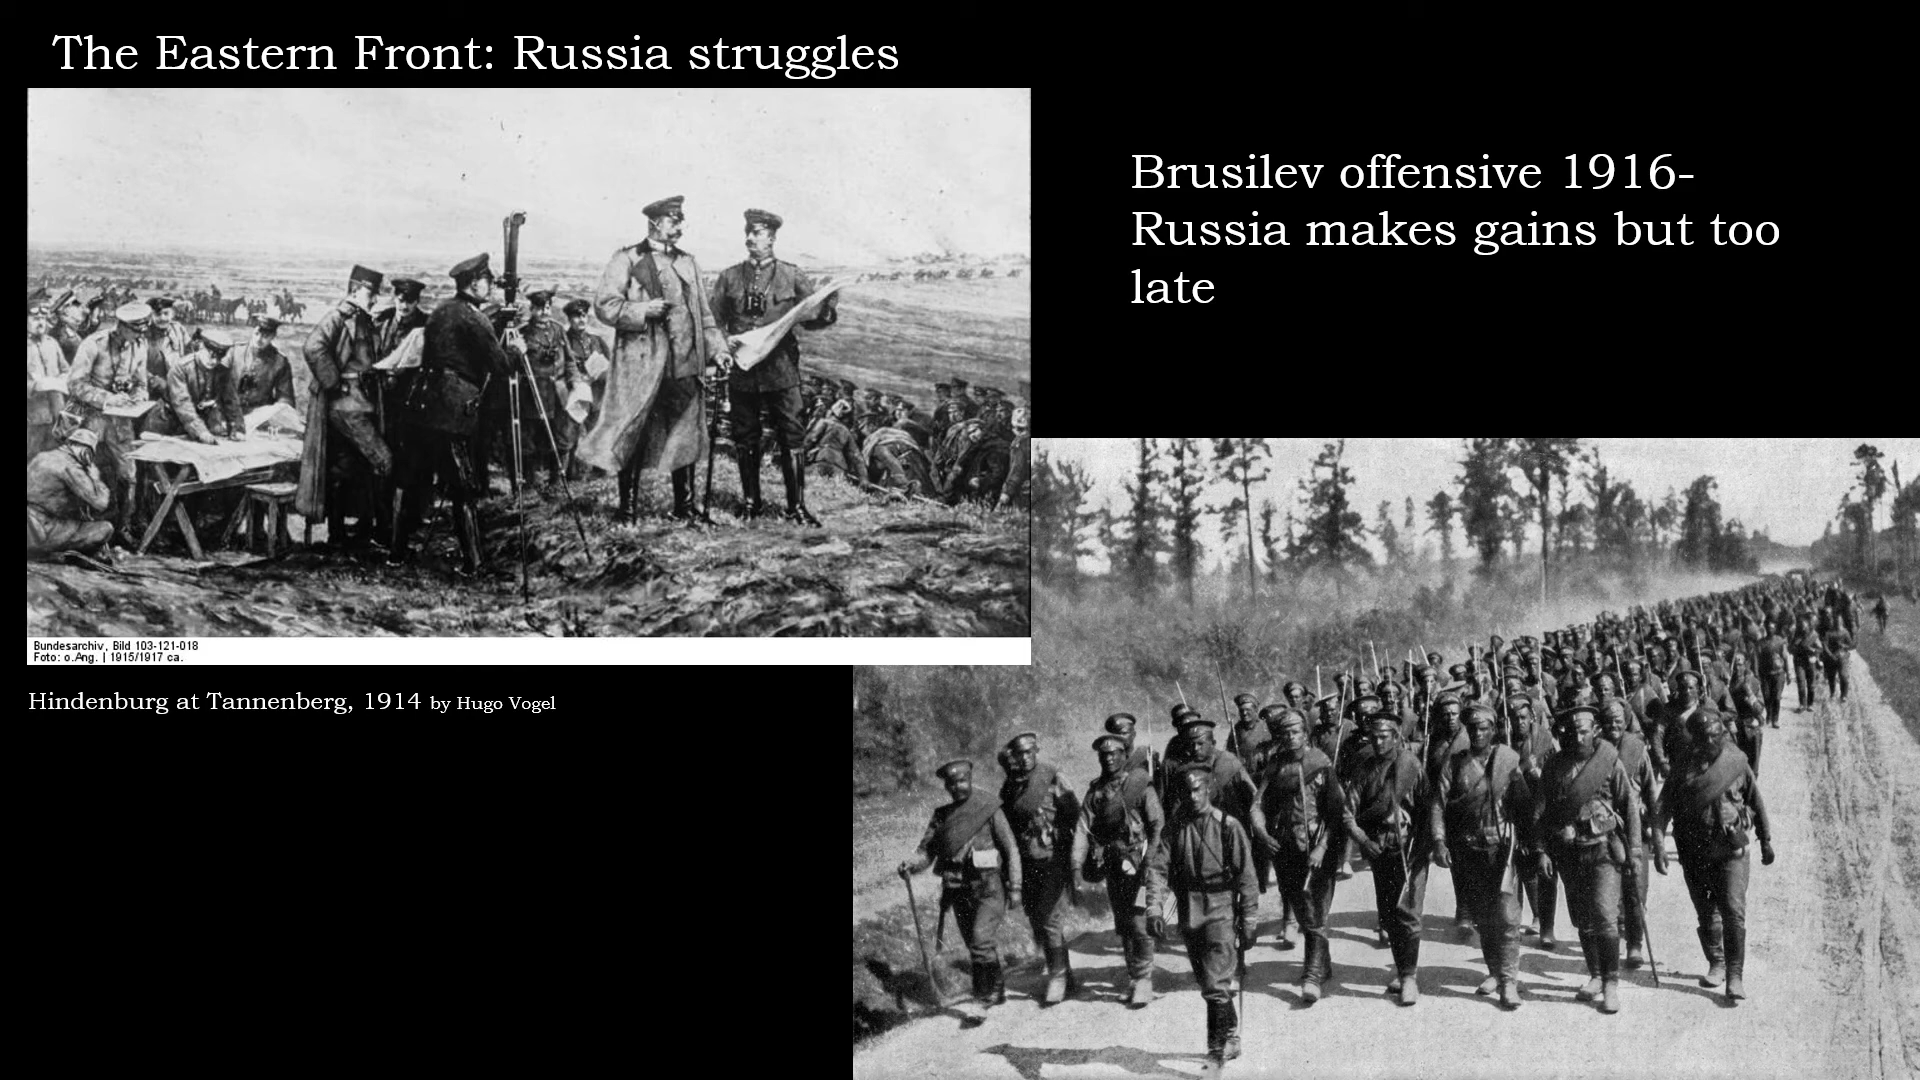 The Eastern Front: Russia struggles
Brusilev offensive 1916-
Russia makes gains but too
late
Bundesarchiv, Bild 103-121-018
Foto: o.Ang. | 1915/1917 ca.
Hindenburg at Tannenberg, 1914 by Hugo Vogel